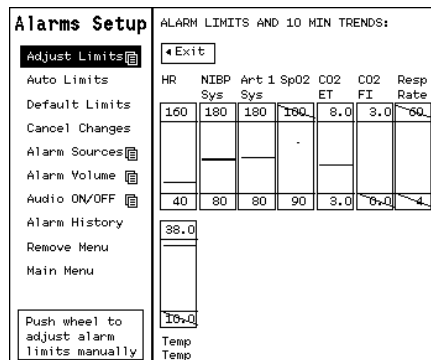 Alarms Setup
Adjust Limits
Auto Limits
Default Limits
Cancel Changes
Alarm Sources
Alarm Volume
Audio ON/OFF
Alarm History
Remove Menu
Main Menu
Push wheel to
adjust alarm
limits manually
ALARM LIMITS AND 10 MIN TRENDS:
Exit
HR NIBP Art 1 SpO2 CO2 CO2 Resp
Sys Sys ET FI Rate
160 180 180 100 8.0 3.0 60
40 80 80 90 3.0 0.0 4
38.0
10.0
Temp
Temp